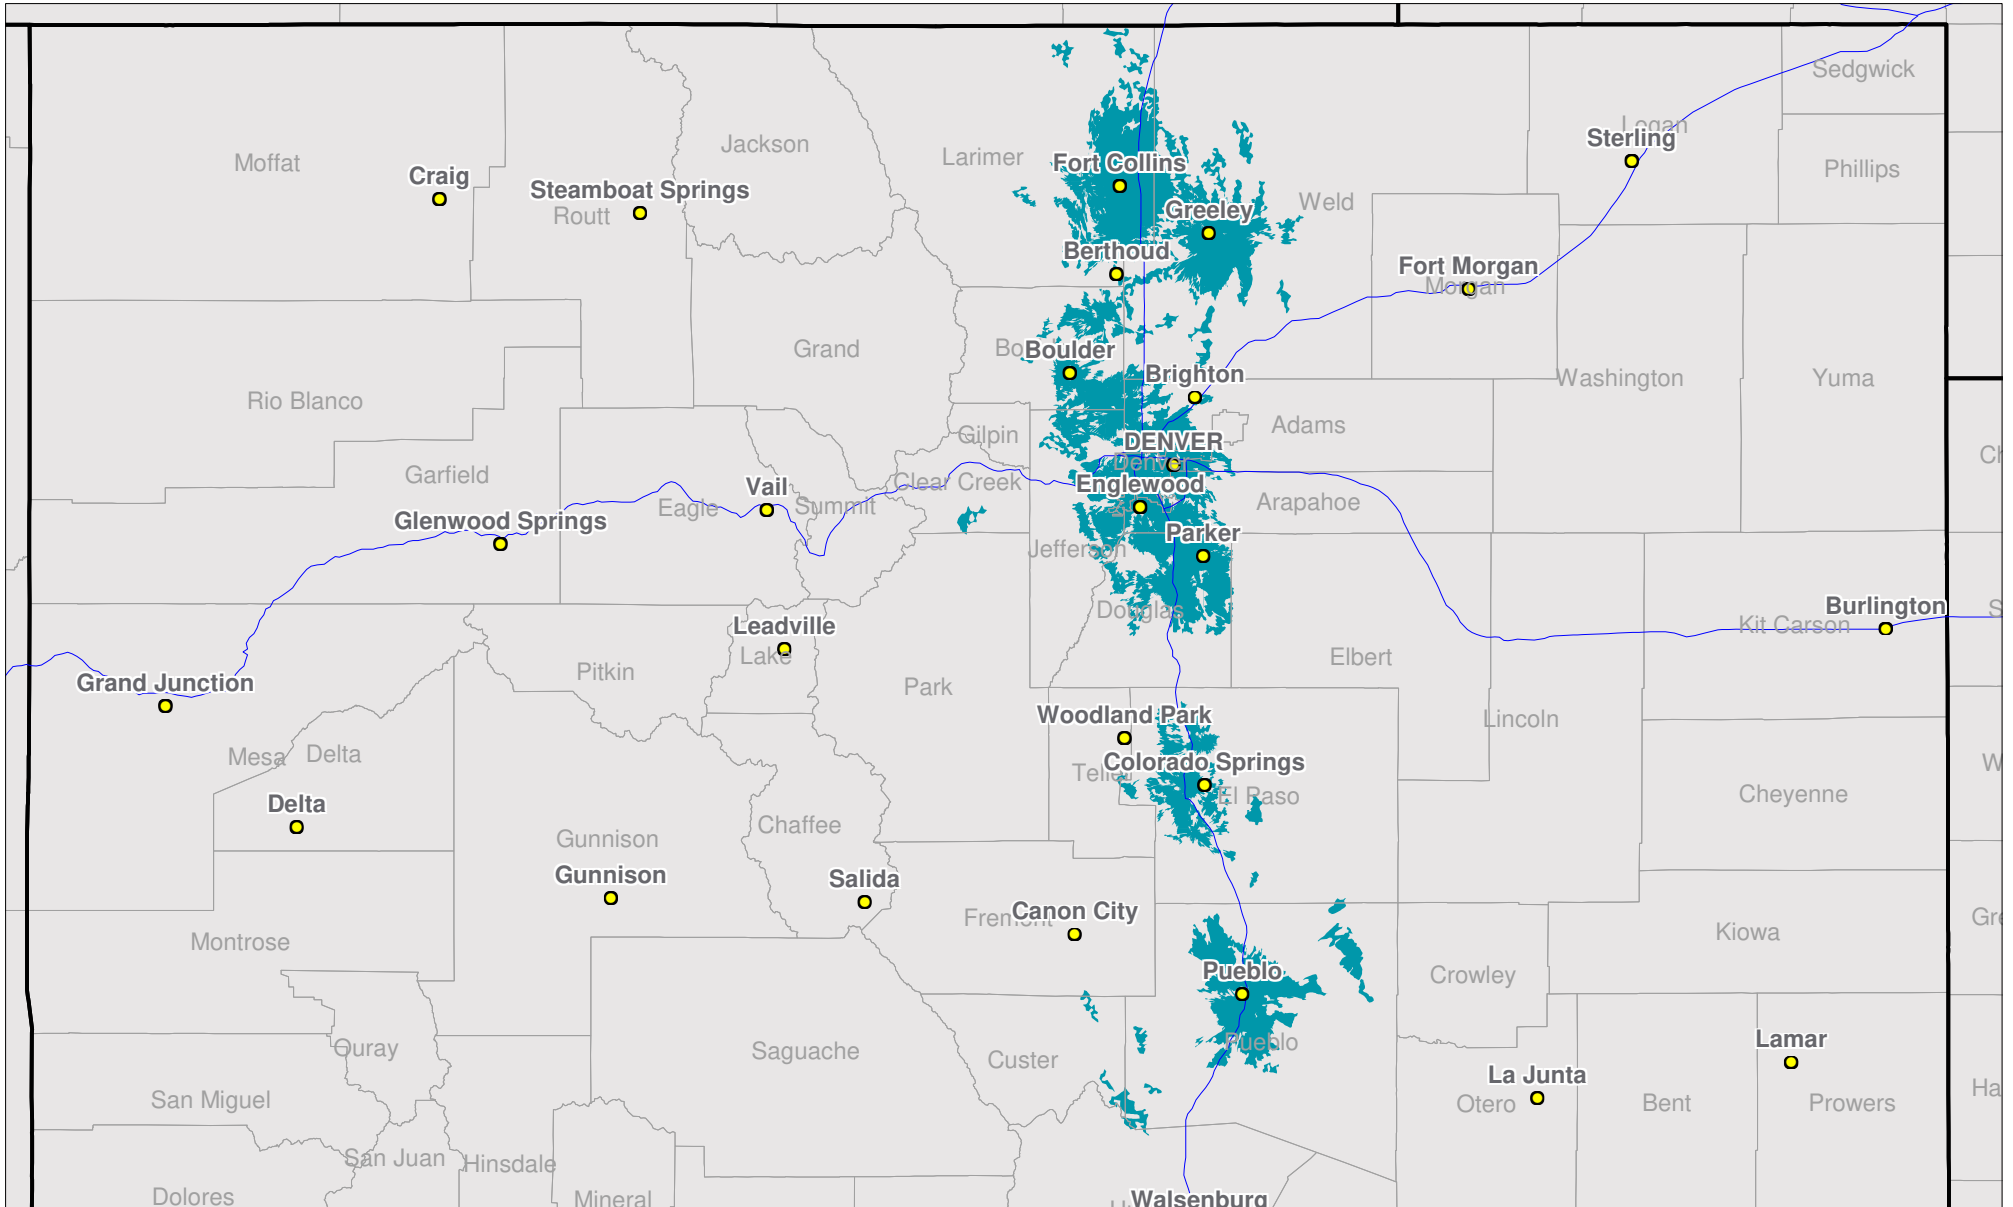 Sedgwick
Logan
Sterling
Jackson
Larimer
Moffat
Craig
Fort Collins
Phillips
Steamboat Springs
Routt
Greeley
Weld
Berthoud
Fort Morgan
Morgan
Grand
Boulder
Brighton
Washington
Yuma
Rio Blanco
Gilpin
Adams
DENVER
Denver
Garfield
Clear Creek
Englewood
Vail
Eagle
Summit
Arapahoe
Glenwood Springs
Parker
Jefferson
Douglas
Burlington
Kit Carson
Leadville
Lake
Elbert
Pitkin
Park
Grand Junction
Woodland Park
Lincoln
Mesa
Delta
Colorado Springs
Teller
El Paso
Cheyenne
Delta
Chaffee
Gunnison
Gunnison
Salida
Fremont
Canon City
Kiowa
Montrose
Pueblo
Crowley
Ouray
Saguache
Custer
Pueblo
Lamar
La Junta
San Miguel
Otero
Bent
Prowers
San Juan
Hinsdale
Dolores
Mineral
Walsenburg